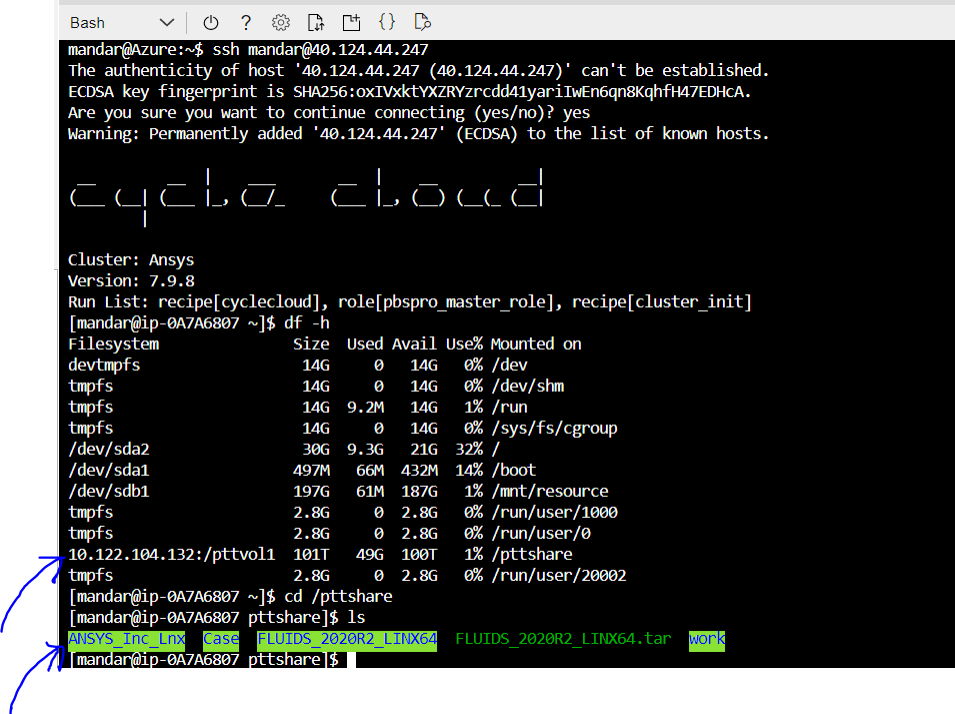 Bash
mandar@Azure:~$ ssh mandar@40.124.44.247
The authenticity of host '40.124.44.247 (40.124.44.247)' can't be established.
ECDSA key fingerprint is SHA256:oxIVxktYXZRYzrcdd41yariIwEn6qn8KqhfH47EDHcA.
Are you sure you want to continue connecting (yes/no)? yes
Warning: Permanently added '40.124.44.247' (ECDSA) to the list of known hosts.
cycle cloud
Cluster: Ansys
Version: 7.9.8
Run List: recipe[cyclecloud], role[pbspro_master_role], recipe[cluster_init]
[mandar@ip-0A7A6807 ~]$ df -h
Filesystem Size Used Avail Use% Mounted on
devtmpfs 14G 0 14G 0% /dev
tmpfs 14G 0 14G 0% /dev/shm
tmpfs 14G 9.2M 14G 1% /run
tmpfs 14G 0 14G 0% /sys/fs/cgroup
/dev/sda2 30G 9.3G 21G 32% /
/dev/sda1 497M 66M 432M 14% /boot
/dev/sdb1 197G 61M 187G 1% /mnt/resource
tmpfs 2.8G 0 2.8G 0% /run/user/1000
tmpfs 2.8G 0 2.8G 0% /run/user/0
10.122.104.132:/pttvol1 101T 49G 100T 1% /pttshare
tmpfs 2.8G 0 2.8G 0% /run/user/20002
[mandar@ip-0A7A6807 ~]$ cd /pttshare
[mandar@ip-0A7A6807 pttshare]$ ls
ANSYS_Inc_Lnx Case FLUIDS_2020R2_LINX64 FLUIDS_2020R2_LINX64.tar work
[mandar@ip-0A7A6807 pttshare]$